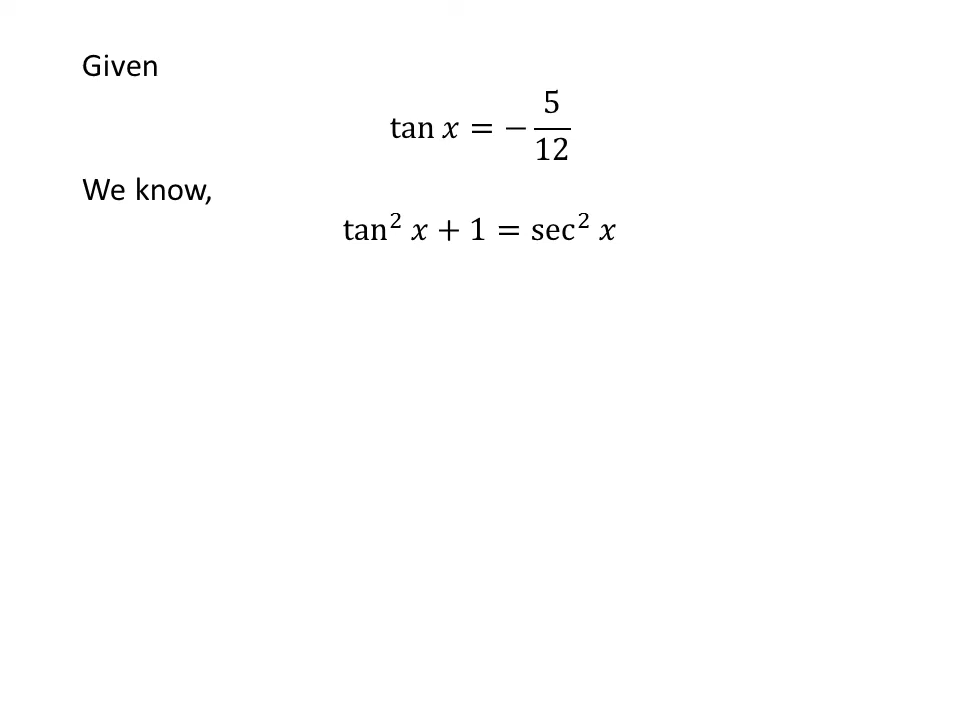 Given
tan 𝑥 = − 5/12
We know,
tan² 𝑥 + 1 = sec² 𝑥